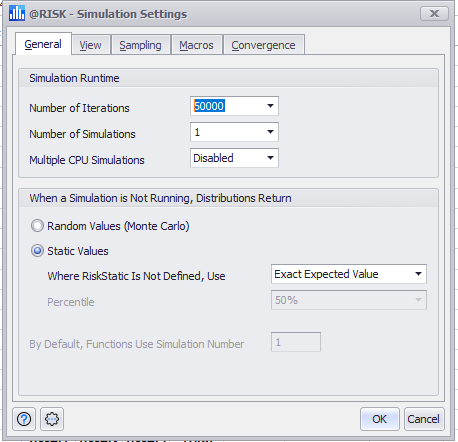 @RISK - Simulation Settings
General View Sampling Macros Convergence
Simulation Runtime
Number of Iterations 50000
Number of Simulations 1
Multiple CPU Simulations Disabled
When a Simulation is Not Running, Distributions Return
Random Values (Monte Carlo)
Static Values
Where RiskStatic Is Not Defined, Use Exact Expected Value
Percentile 50%
By Default, Functions Use Simulation Number 1
OK Cancel